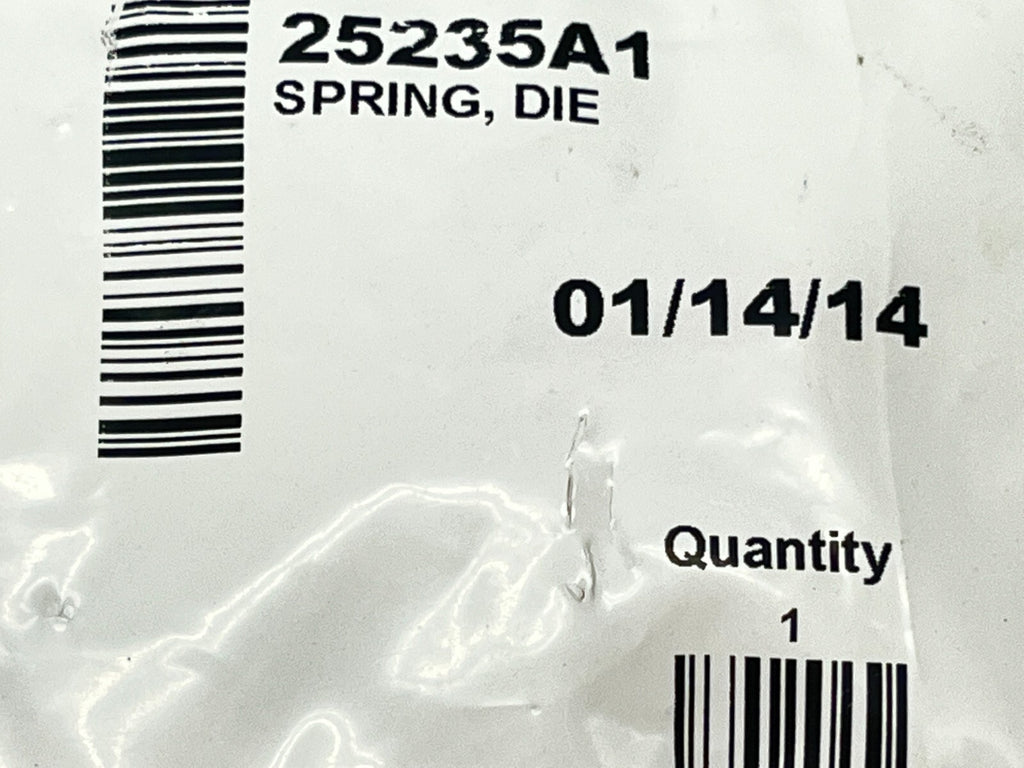 25235A1
SPRING, DIE
01/14/14
Quantity
1